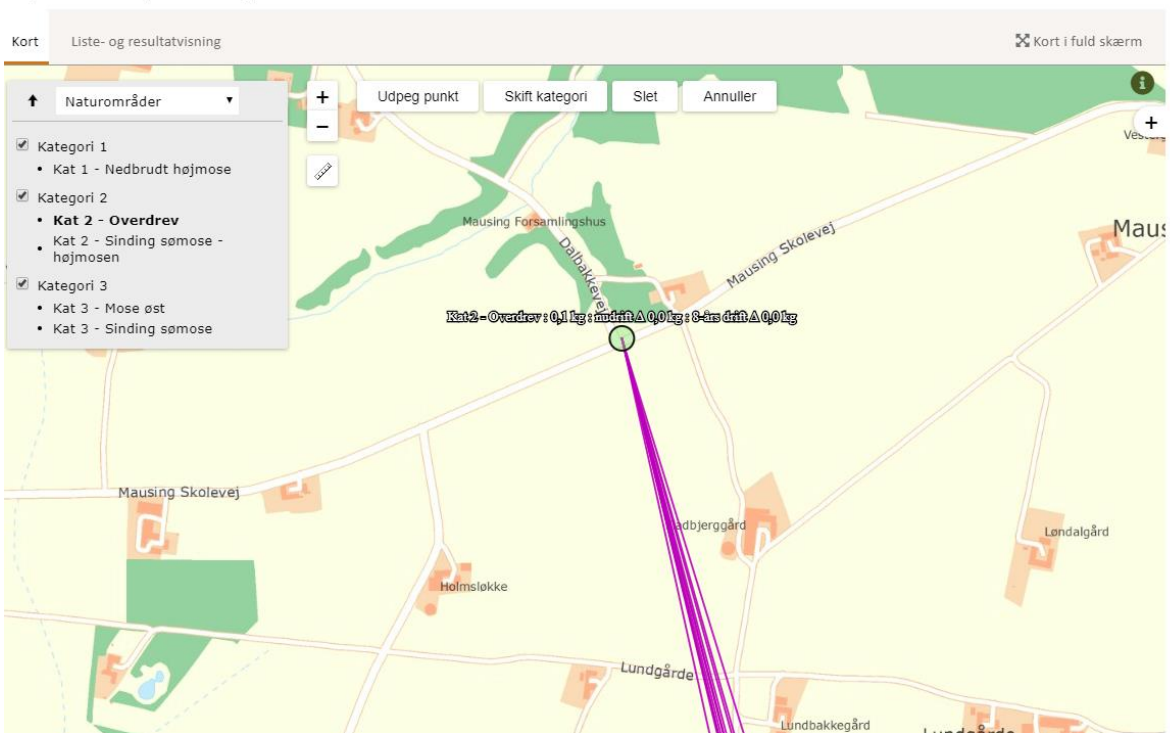 Kort
Liste- og resultatvisning
Kort i fuld skærm
Naturområder
Kategori 1
Kat 1 - Nedbrudt højmose
Kategori 2
Kat 2 - Overdrev
Kat 2 - Sinding sømose -
højmosen
Kategori 3
Kat 3 - Mose øst
Kat 3 - Sinding sømose
+
−
Udpeg punkt
Skift kategori
Slet
Annuller
i
+
Mausing Forsamlingshus
Dalbakkevej
Mausing Skolevej
Maus
Kat 2 - Overdrev : 0,1 kg : nudrift Δ 0,0 kg : 8-års drift Δ 0,0 kg
Mausing Skolevej
adbjerggård
Løndalgård
Holmsløkke
Lundgårde
Lundbakkegård
Lundgårde